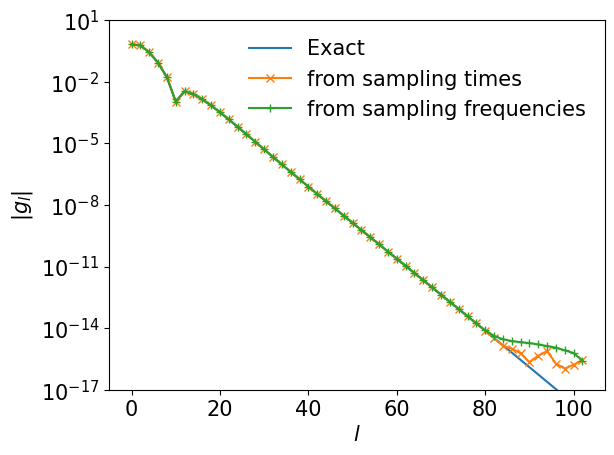 10^1
10^-2
10^-5
10^-8
10^-11
10^-14
10^-17
|g_l|
Exact
from sampling times
from sampling frequencies
0 20 40 60 80 100
l